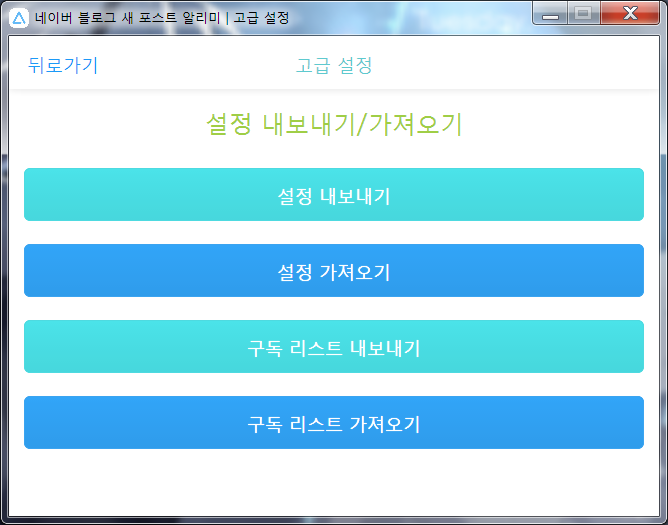 네이버 블로그 새 포스트 알리미 | 고급 설정
뒤로가기
고급 설정
설정 내보내기/가져오기
설정 내보내기
설정 가져오기
구독 리스트 내보내기
구독 리스트 가져오기